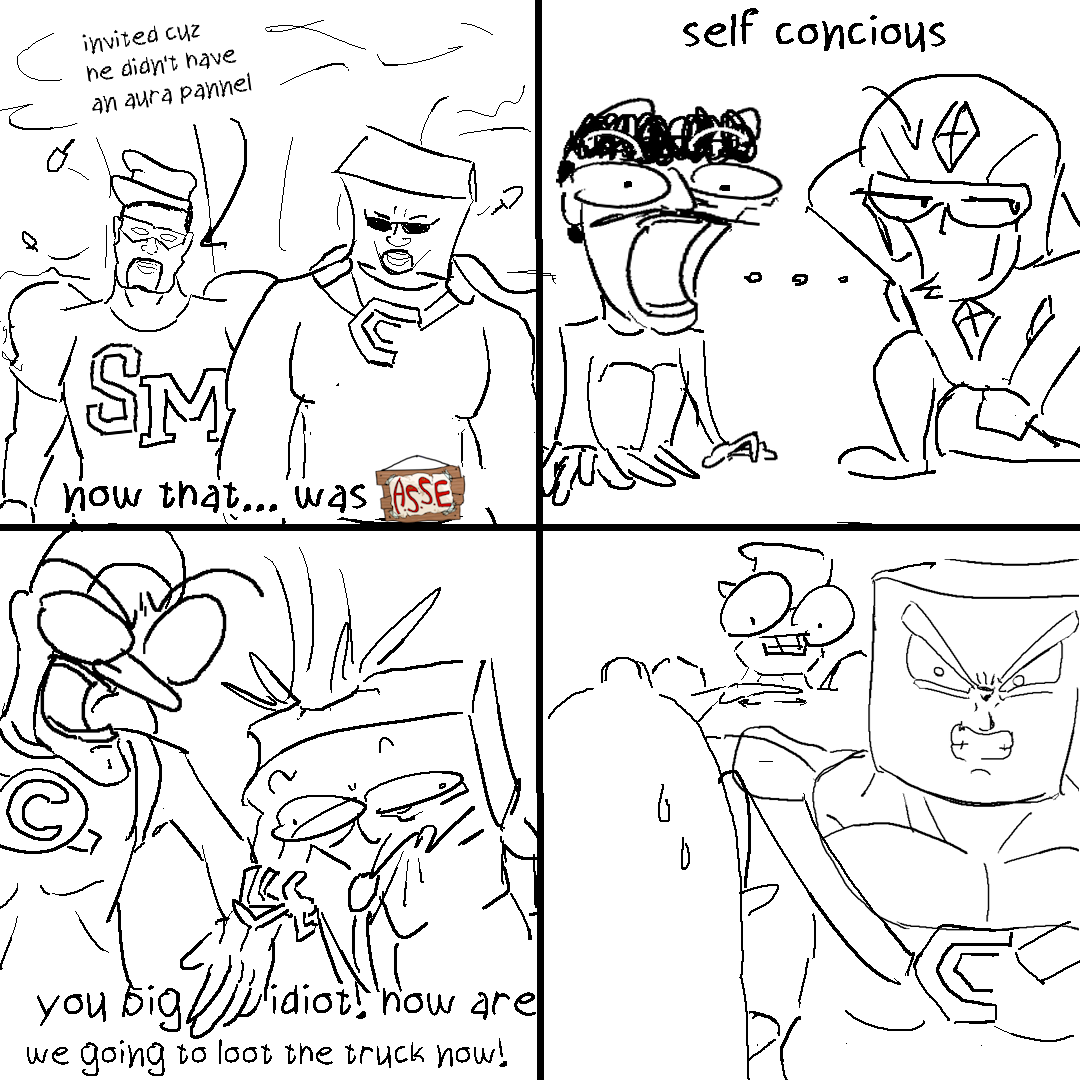 invited cuz
he didn't have
an aura pannel
SM
C
now that... was A.S.S.E
self concious
C
you big idiot! how are
we going to loot the truck now!
C